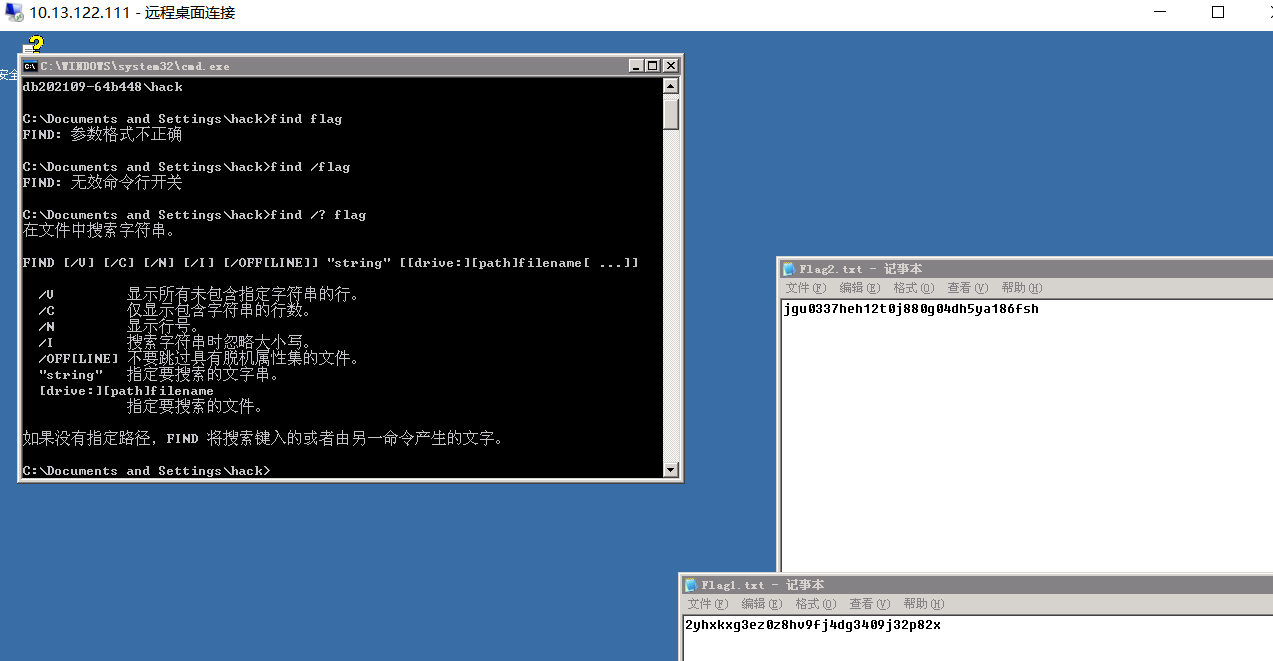 10.13.122.111 - 远程桌面连接
安全
C:\WINDOWS\system32\cmd.exe
db202109-64b448\hack
C:\Documents and Settings\hack>find flag
FIND: 参数格式不正确
C:\Documents and Settings\hack>find /flag
FIND: 无效命令行开关
C:\Documents and Settings\hack>find /? flag
在文件中搜索字符串。
FIND [/V] [/C] [/N] [/I] [/OFF[LINE]] "string" [[drive:][path]filename[ ...]]
/V 显示所有未包含指定字符串的行。
/C 仅显示包含字符串的行数。
/N 显示行号。
/I 搜索字符串时忽略大小写。
/OFF[LINE] 不要跳过具有脱机属性集的文件。
"string" 指定要搜索的文字串。
[drive:][path]filename
指定要搜索的文件。
如果没有指定路径，FIND 将搜索键入的或者由另一命令产生的文字。
C:\Documents and Settings\hack>
Flag2.txt - 记事本
文件(F) 编辑(E) 格式(O) 查看(V) 帮助(H)
jgu0337heh12t0j880g04dh5ya186fsh
Flag1.txt - 记事本
文件(F) 编辑(E) 格式(O) 查看(V) 帮助(H)
2yhxkxg3ez0z8hv9fj4dg3409j32p82x